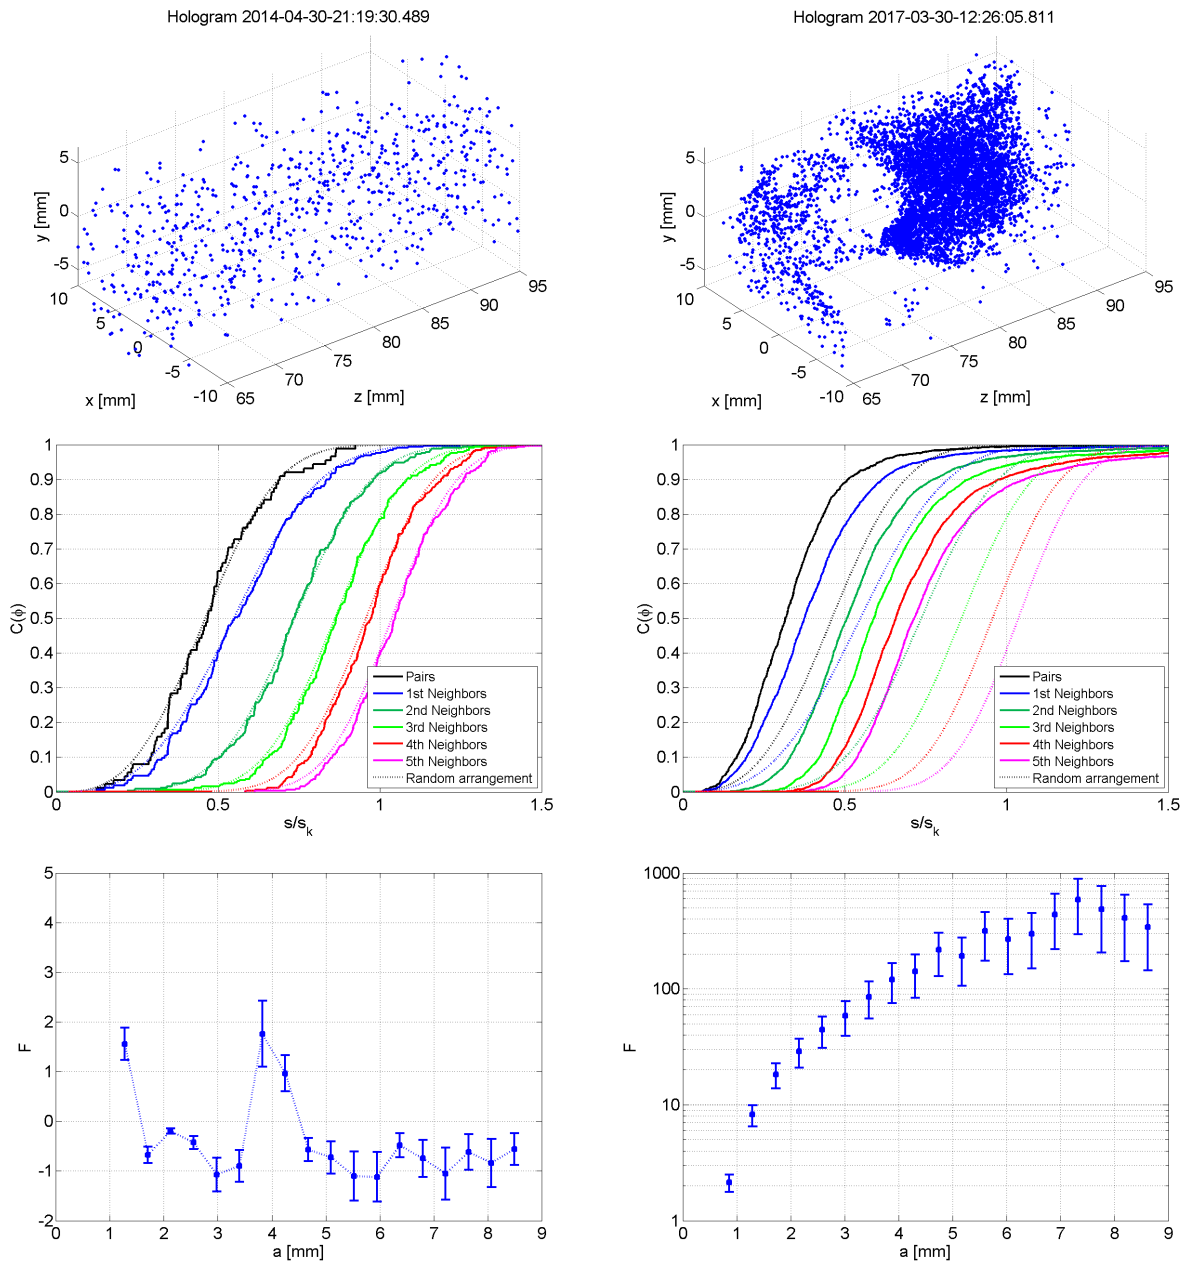 Hologram 2014-04-30-21:19:30.489
5
0
-5
y [mm]
10
5
0
-5
-10
x [mm]
65
70
75
80
85
90
95
z [mm]
Hologram 2017-03-30-12:26:05.811
5
0
-5
y [mm]
10
5
0
-5
-10
x [mm]
65
70
75
80
85
90
95
z [mm]
1
0.9
0.8
0.7
0.6
0.5
0.4
0.3
0.2
0.1
0
C(ϕ)
Pairs
1st Neighbors
2nd Neighbors
3rd Neighbors
4th Neighbors
5th Neighbors
Random arrangement
0 0.5 1 1.5
s/s_k
1
0.9
0.8
0.7
0.6
0.5
0.4
0.3
0.2
0.1
0
C(ϕ)
Pairs
1st Neighbors
2nd Neighbors
3rd Neighbors
4th Neighbors
5th Neighbors
Random arrangement
0 0.5 1 1.5
s/s_k
5
4
3
2
1
0
-1
-2
F
0 1 2 3 4 5 6 7 8 9
a [mm]
1000
100
10
1
F
0 1 2 3 4 5 6 7 8 9
a [mm]